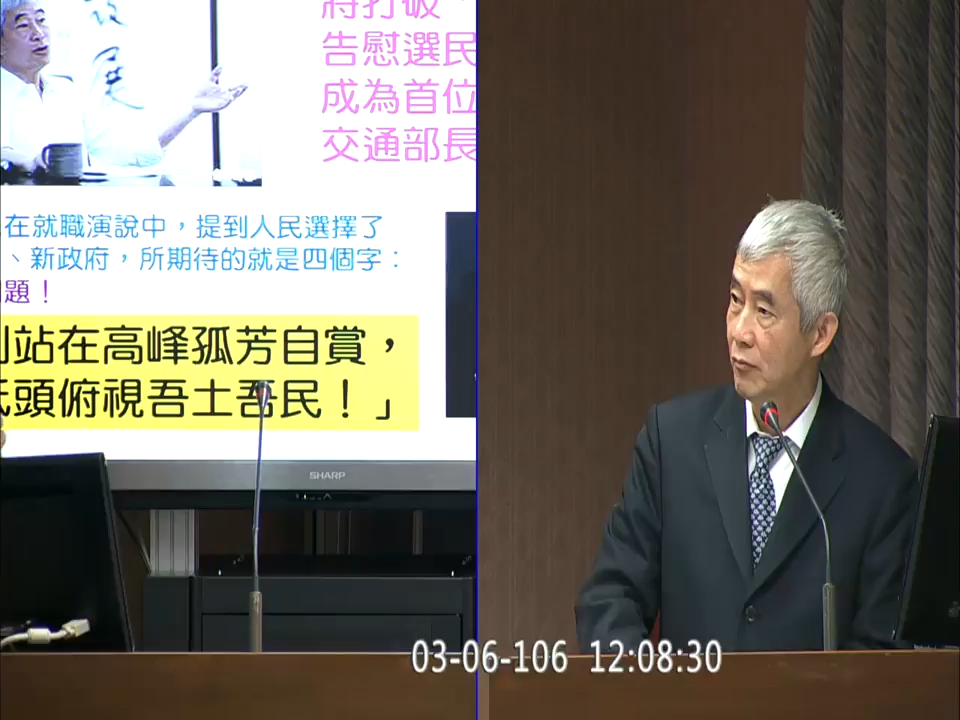 將打破、
告慰選民
成為首位
交通部長
在就職演說中，提到人民選擇了
、新政府，所期待的就是四個字：
題！
站在高峰孤芳自賞，
低頭俯視吾土吾民！」
SHARP
03-06-106 12:08:30